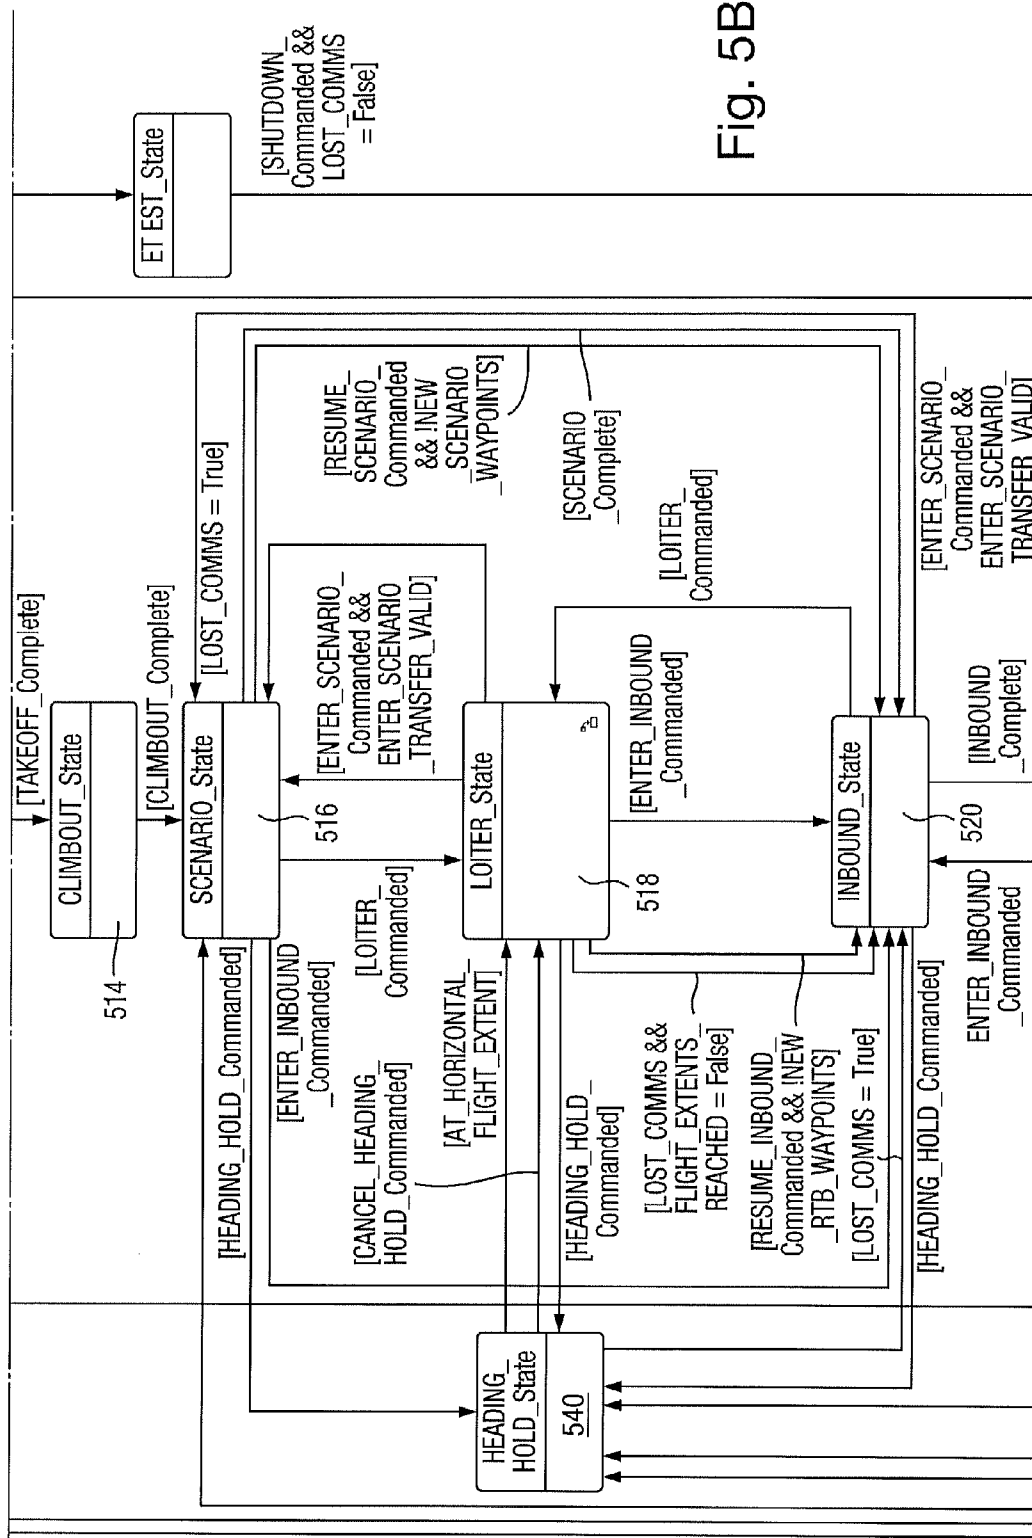 [TAKEOFF_Complete]
CLIMBOUT_State
514
[CLIMBOUT_Complete]
ET EST_State
[SHUTDOWN_
Commanded &&
LOST_COMMS
= False]
Fig. 5B
SCENARIO_State
516
[LOST_COMMS = True]
[HEADING_HOLD_Commanded]
[ENTER_INBOUND
_Commanded]
[LOITER_
Commanded]
[ENTER_SCENARIO_
Commanded &&
ENTER_SCENARIO
_TRANSFER_VALID]
[RESUME_
SCENARIO_
Commanded
&& !NEW
SCENARIO
_WAYPOINTS]
[SCENARIO
_Complete]
[AT_HORIZONTAL_
FLIGHT_EXTENT]
[CANCEL_HEADING_
HOLD_Commanded]
LOITER_State
518
[LOITER_
Commanded]
[ENTER_INBOUND
_Commanded]
HEADING_
HOLD_State
540
[HEADING_HOLD_
Commanded]
[LOST_COMMS &&
FLIGHT_EXTENTS_
REACHED = False]
[RESUME_INBOUND_
Commanded && !NEW
_RTB_WAYPOINTS]
[LOST_COMMS = True]
INBOUND_State
520
[HEADING_HOLD_Commanded]
ENTER_INBOUND
_Commanded
[INBOUND
_Complete]
[ENTER_SCENARIO_
Commanded &&
ENTER_SCENARIO_
TRANSFER_VALID]